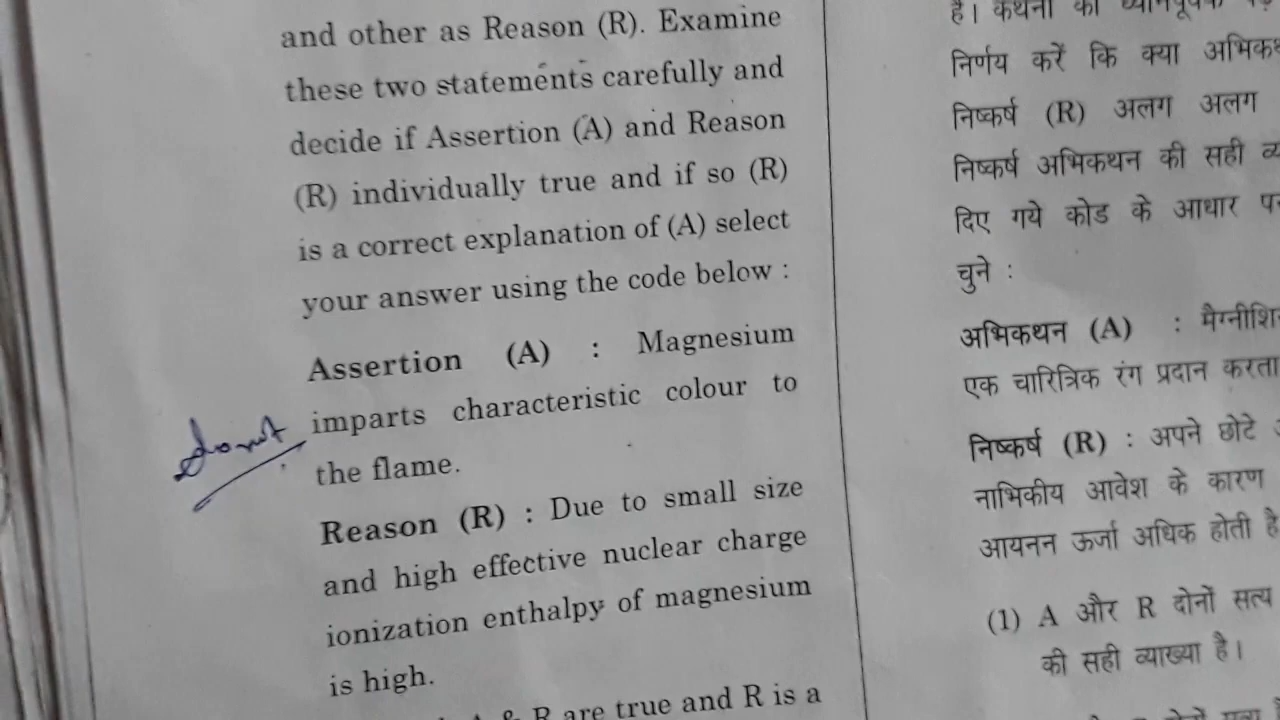 and other as Reason (R). Examine
these two statements carefully and
decide if Assertion (A) and Reason
(R) individually true and if so (R)
is a correct explanation of (A) select
your answer using the code below :
Assertion (A) : Magnesium
imparts characteristic colour to
the flame.
donot
Reason (R) : Due to small size
and high effective nuclear charge
ionization enthalpy of magnesium
is high.
& R are true and R is a
है। कथनों को ध्यानपूर्वक
निर्णय करें कि क्या
निष्कर्ष (R) अलग अलग
निष्कर्ष अभिकथन की सही
दिए गये कोड के आधार
चुने :
अभिकथन (A) :
एक चारित्रिक रंग प्रदान करता
निष्कर्ष (R) : अपने छोटे
नाभिकीय आवेश के कारण
आयनन ऊर्जा अधिक होती है
(1) A और R दोनों सत्य
की सही व्याख्या है।